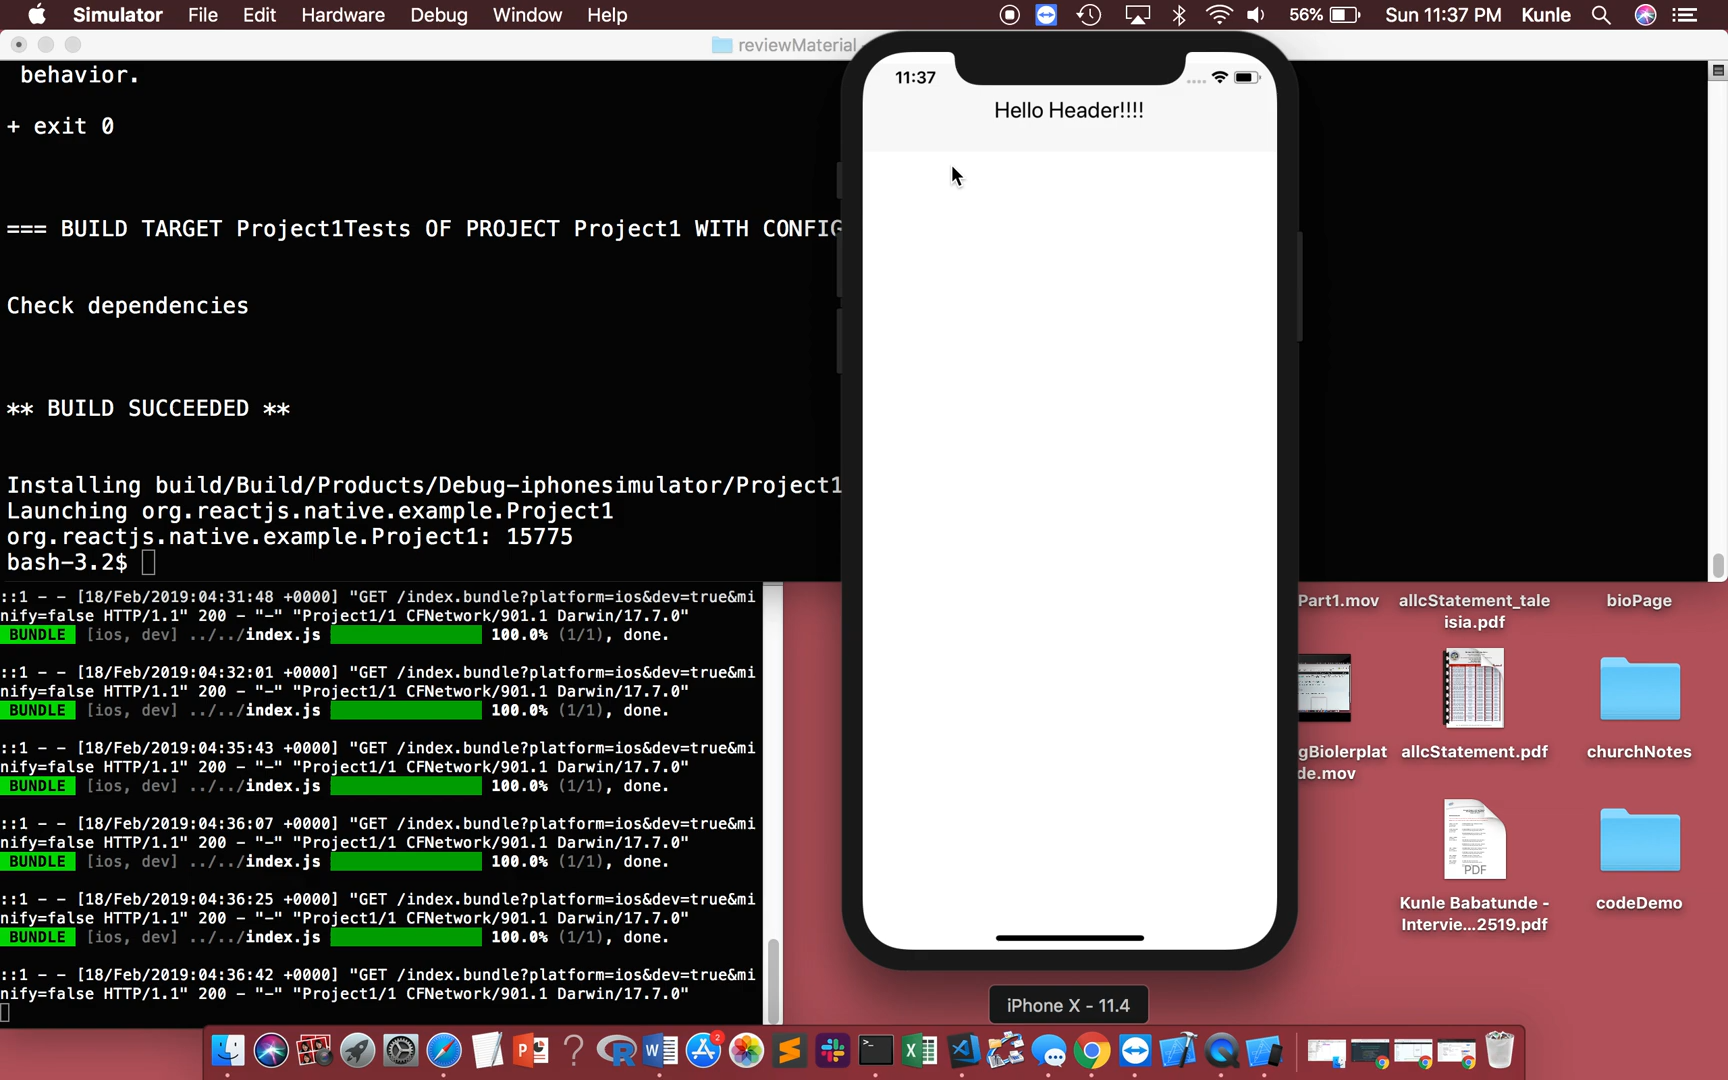 Simulator File Edit Hardware Debug Window Help
56% Sun 11:37 PM Kunle
reviewMaterial
behavior.
+ exit 0
=== BUILD TARGET Project1Tests OF PROJECT Project1 WITH CONFIG
Check dependencies
** BUILD SUCCEEDED **
Installing build/Build/Products/Debug-iphonesimulator/Project1
Launching org.reactjs.native.example.Project1
org.reactjs.native.example.Project1: 15775
bash-3.2$
::1 - - [18/Feb/2019:04:31:48 +0000] "GET /index.bundle?platform=ios&dev=true&mi
nify=false HTTP/1.1" 200 - "-" "Project1/1 CFNetwork/901.1 Darwin/17.7.0"
BUNDLE [ios, dev] ../../index.js 100.0% (1/1), done.
::1 - - [18/Feb/2019:04:32:01 +0000] "GET /index.bundle?platform=ios&dev=true&mi
nify=false HTTP/1.1" 200 - "-" "Project1/1 CFNetwork/901.1 Darwin/17.7.0"
BUNDLE [ios, dev] ../../index.js 100.0% (1/1), done.
::1 - - [18/Feb/2019:04:35:43 +0000] "GET /index.bundle?platform=ios&dev=true&mi
nify=false HTTP/1.1" 200 - "-" "Project1/1 CFNetwork/901.1 Darwin/17.7.0"
BUNDLE [ios, dev] ../../index.js 100.0% (1/1), done.
::1 - - [18/Feb/2019:04:36:07 +0000] "GET /index.bundle?platform=ios&dev=true&mi
nify=false HTTP/1.1" 200 - "-" "Project1/1 CFNetwork/901.1 Darwin/17.7.0"
BUNDLE [ios, dev] ../../index.js 100.0% (1/1), done.
::1 - - [18/Feb/2019:04:36:25 +0000] "GET /index.bundle?platform=ios&dev=true&mi
nify=false HTTP/1.1" 200 - "-" "Project1/1 CFNetwork/901.1 Darwin/17.7.0"
BUNDLE [ios, dev] ../../index.js 100.0% (1/1), done.
::1 - - [18/Feb/2019:04:36:42 +0000] "GET /index.bundle?platform=ios&dev=true&mi
nify=false HTTP/1.1" 200 - "-" "Project1/1 CFNetwork/901.1 Darwin/17.7.0"
11:37
Hello Header!!!!
iPhone X - 11.4
Part1.mov
allcStatement_tale
isia.pdf
bioPage
gBiolerplat
de.mov
allcStatement.pdf
churchNotes
PDF
Kunle Babatunde -
Intervie...2519.pdf
codeDemo
2